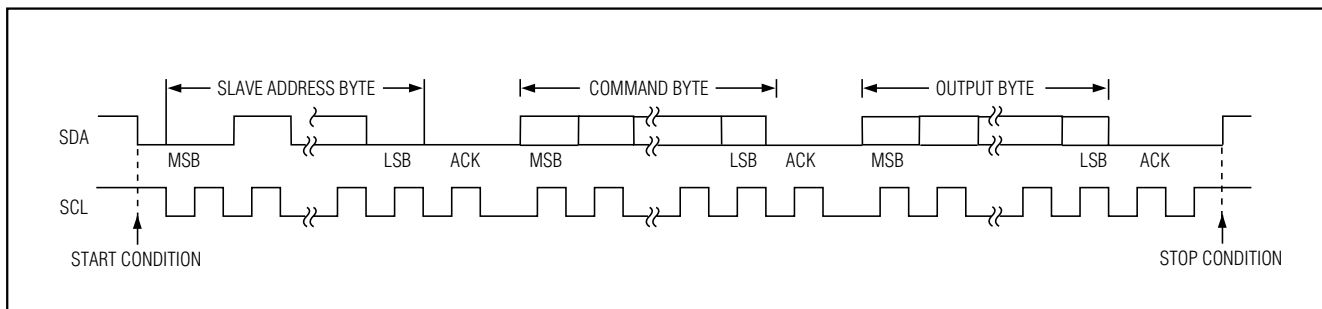 SLAVE ADDRESS BYTE COMMAND BYTE OUTPUT BYTE
SDA
MSB LSB ACK MSB LSB ACK MSB LSB ACK
SCL
START CONDITION STOP CONDITION